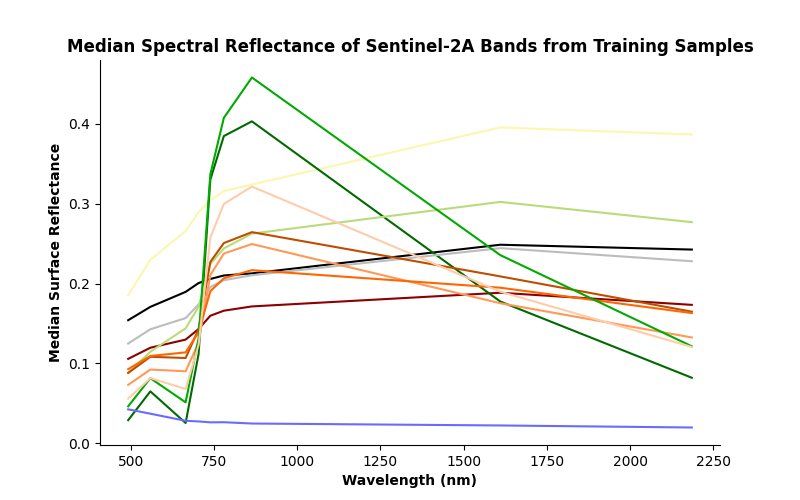 Median Spectral Reflectance of Sentinel-2A Bands from Training Samples
Median Surface Reflectance
0.4
0.3
0.2
0.1
0.0
500 750 1000 1250 1500 1750 2000 2250
Wavelength (nm)